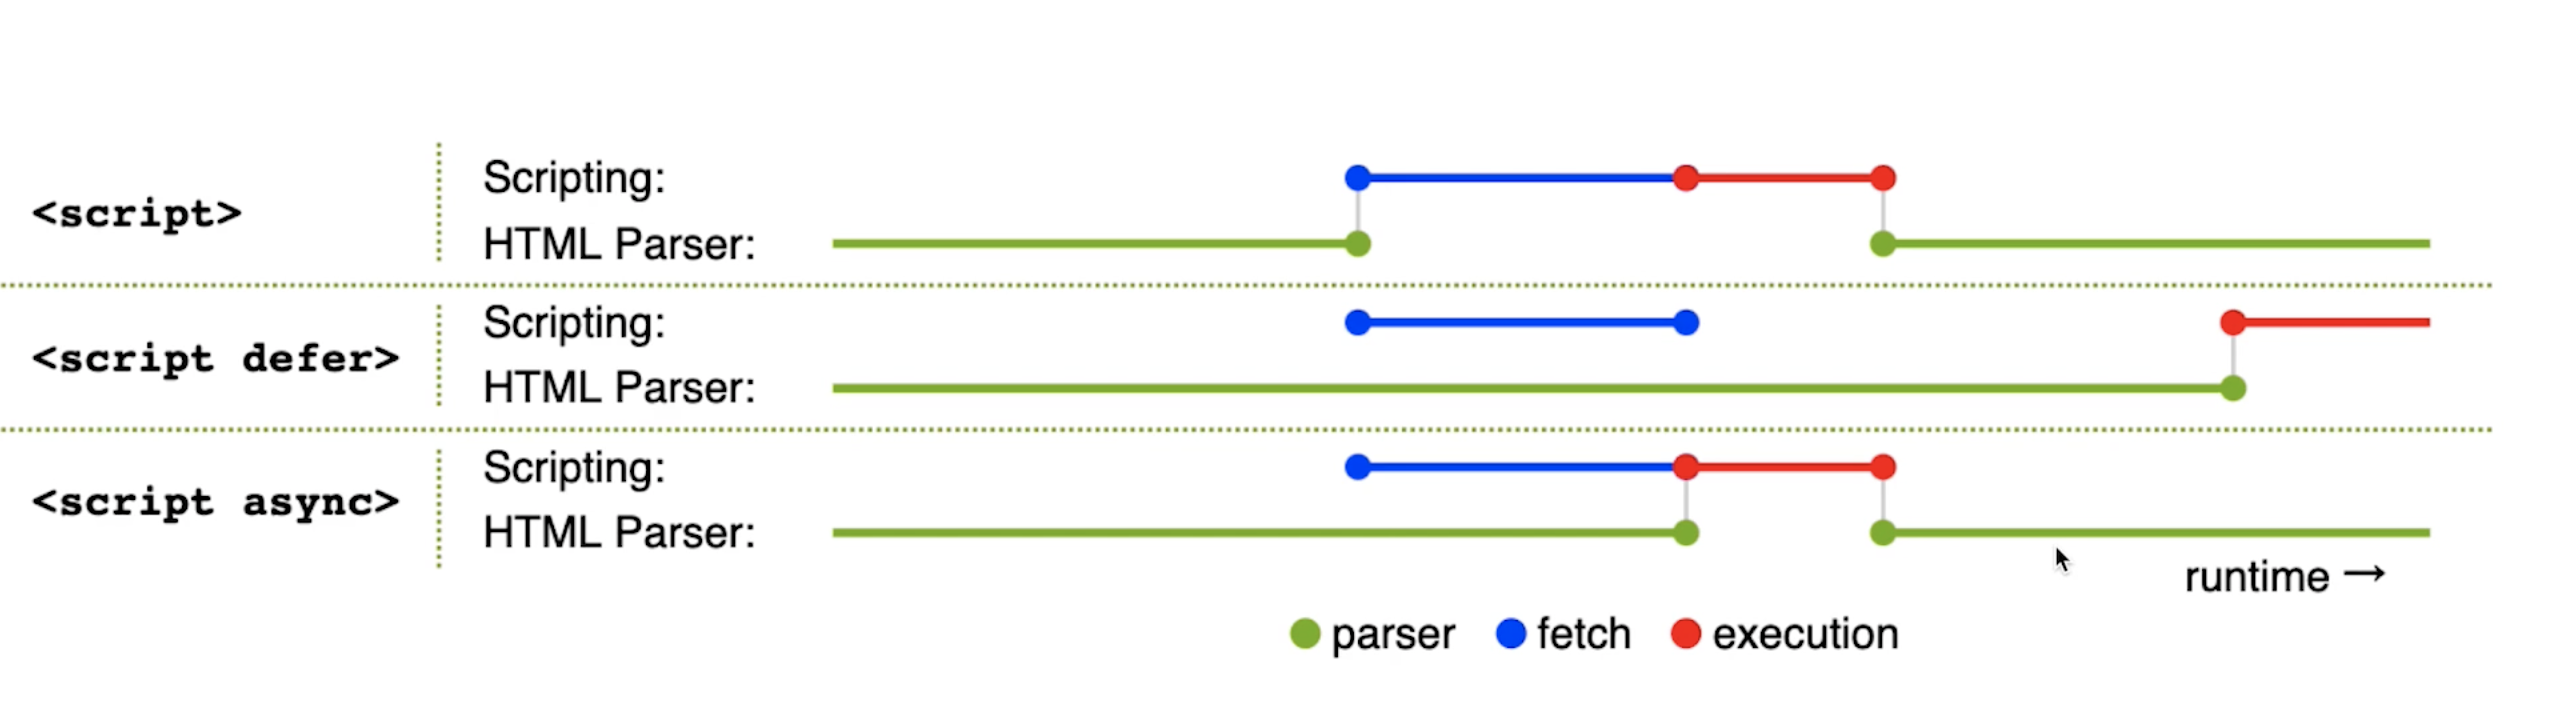 <script>
Scripting:
HTML Parser:
<script defer>
Scripting:
HTML Parser:
<script async>
Scripting:
HTML Parser:
runtime →
parser fetch execution